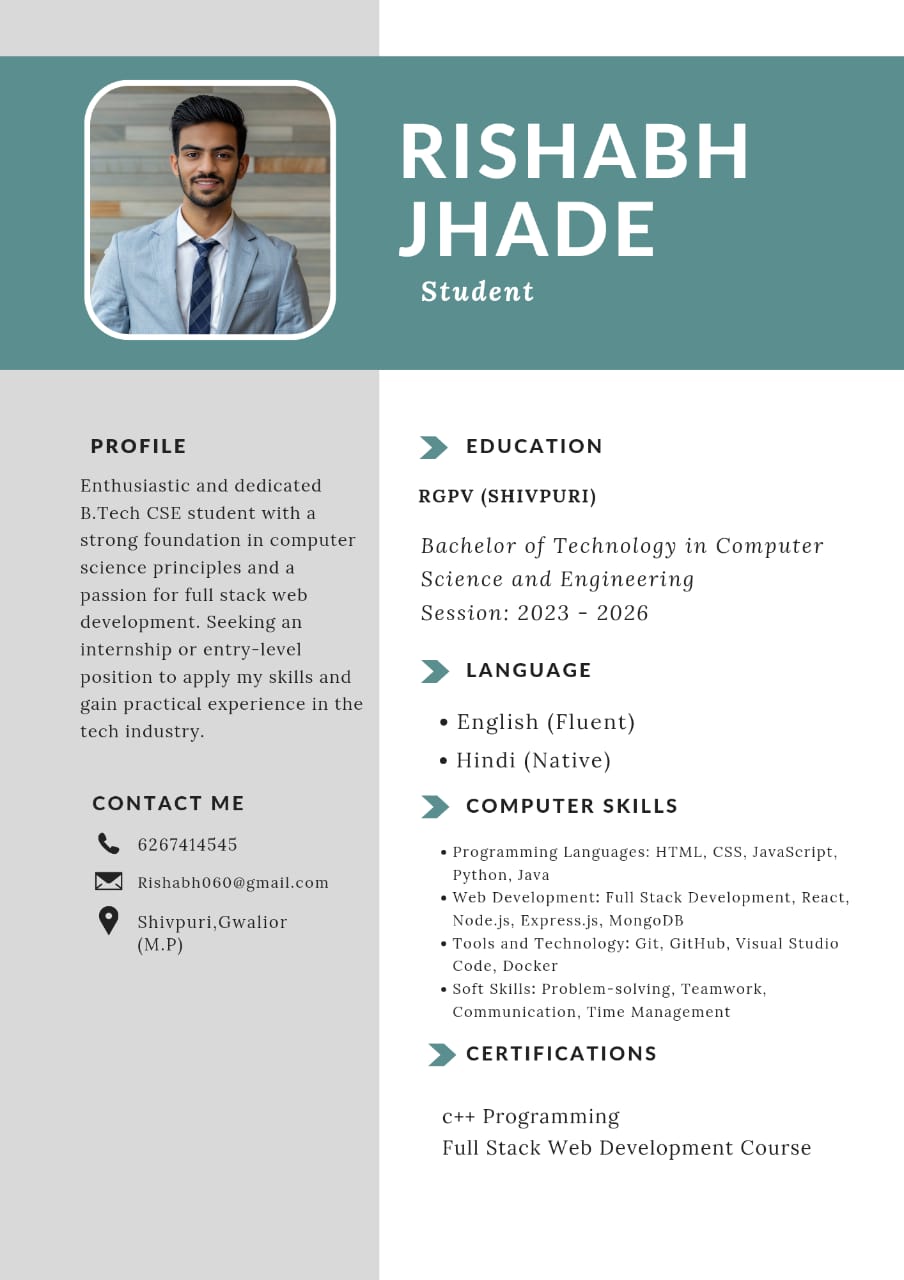 RISHABH
JHADE
Student
PROFILE
Enthusiastic and dedicated
B.Tech CSE student with a
strong foundation in computer
science principles and a
passion for full stack web
development. Seeking an
internship or entry-level
position to apply my skills and
gain practical experience in the
tech industry.
CONTACT ME
6267414545
Rishabh060@gmail.com
Shivpuri,Gwalior
(M.P)
EDUCATION
RGPV (SHIVPURI)
Bachelor of Technology in Computer
Science and Engineering
Session: 2023 - 2026
LANGUAGE
• English (Fluent)
• Hindi (Native)
COMPUTER SKILLS
• Programming Languages: HTML, CSS, JavaScript,
Python, Java
• Web Development: Full Stack Development, React,
Node.js, Express.js, MongoDB
• Tools and Technology: Git, GitHub, Visual Studio
Code, Docker
• Soft Skills: Problem-solving, Teamwork,
Communication, Time Management
CERTIFICATIONS
c++ Programming
Full Stack Web Development Course